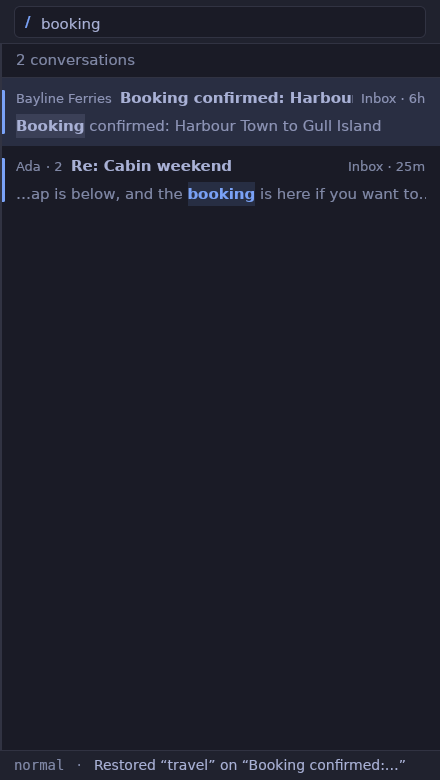 / booking
2 conversations
Bayline Ferries Booking confirmed: Harbou Inbox · 6h
Booking confirmed: Harbour Town to Gull Island
Ada · 2 Re: Cabin weekend Inbox · 25m
…ap is below, and the booking is here if you want to..
normal · Restored “travel” on “Booking confirmed:…”